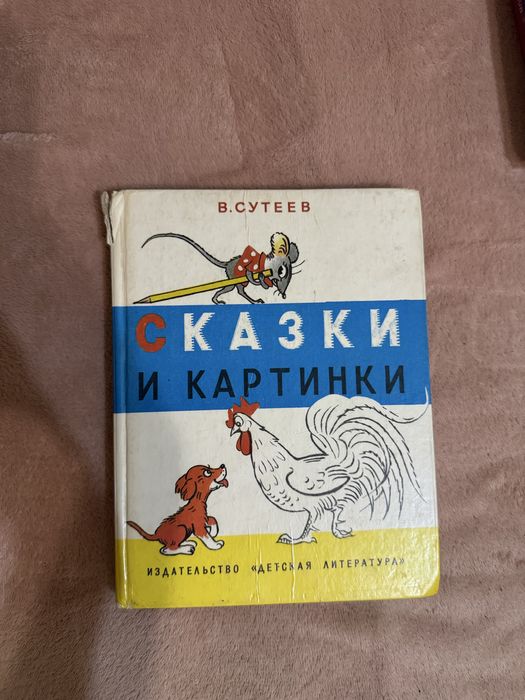 В. СУТЕЕВ
СКАЗКИ
И КАРТИНКИ
ИЗДАТЕЛЬСТВО «ДЕТСКАЯ ЛИТЕРАТУРА»